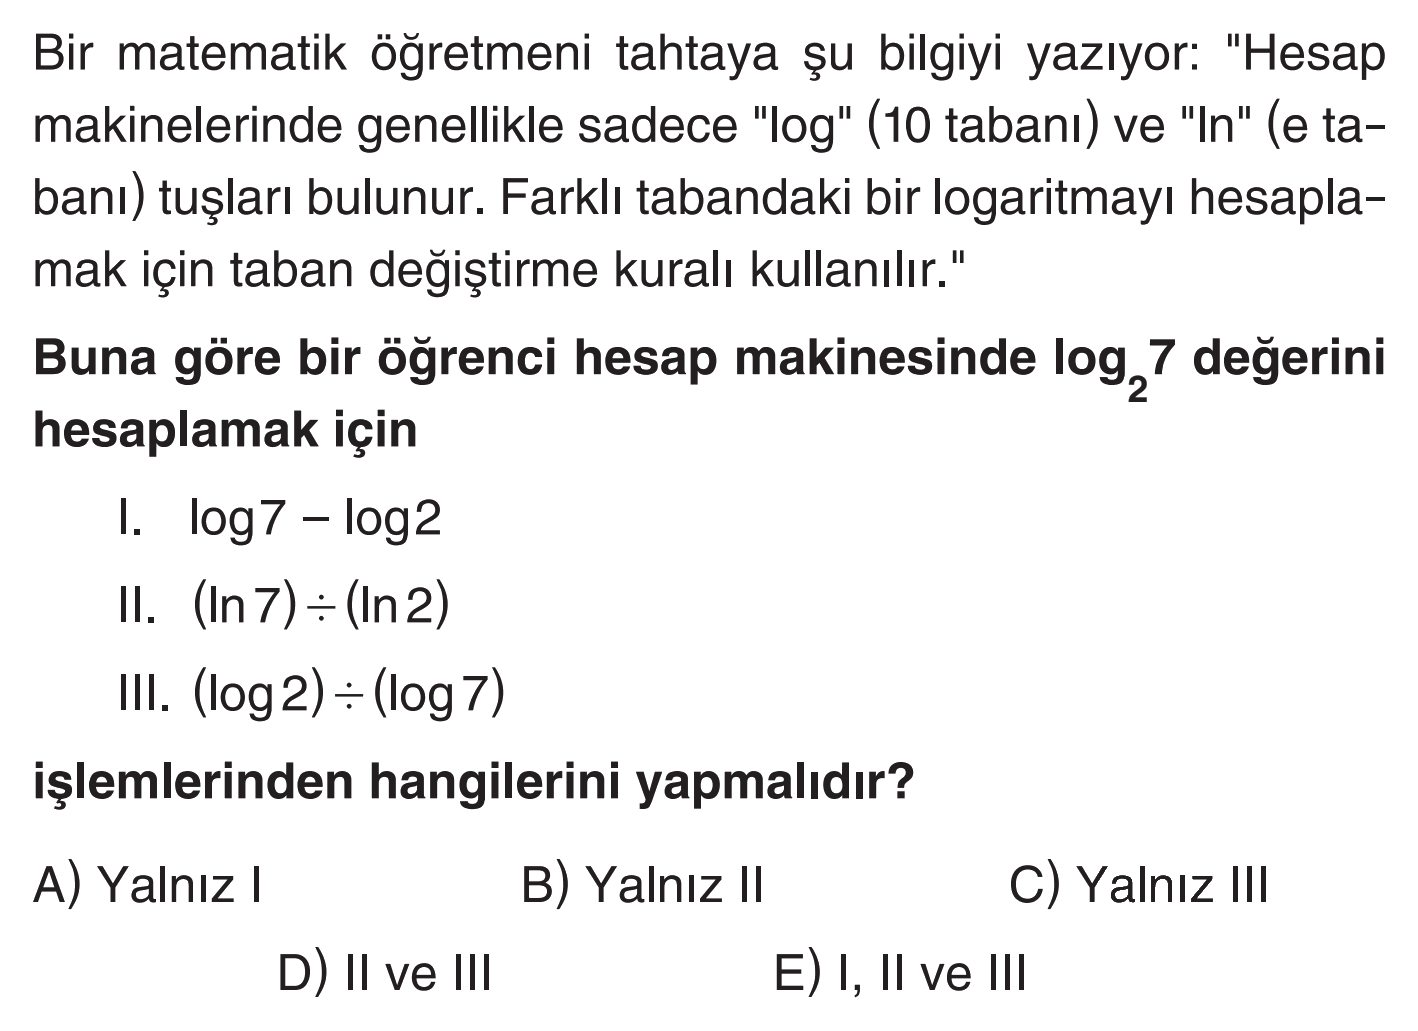 Bir matematik öğretmeni tahtaya şu bilgiyi yazıyor: "Hesap
makinelerinde genellikle sadece "log" (10 tabanı) ve "ln" (e ta-
banı) tuşları bulunur. Farklı tabandaki bir logaritmayı hesapla-
mak için taban değiştirme kuralı kullanılır."
Buna göre bir öğrenci hesap makinesinde log₂7 değerini
hesaplamak için
I. log7 – log2
II. (ln7)÷(ln2)
III. (log2)÷(log7)
işlemlerinden hangilerini yapmalıdır?
A) Yalnız I B) Yalnız II C) Yalnız III
D) II ve III E) I, II ve III